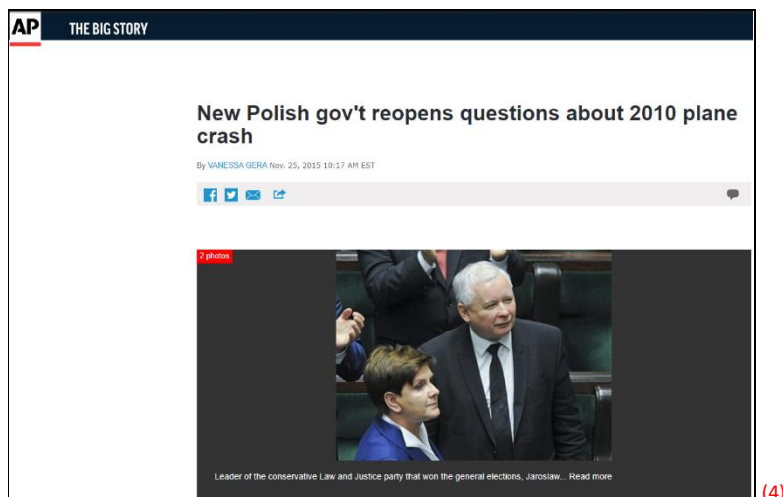 AP THE BIG STORY
New Polish gov't reopens questions about 2010 plane
crash
By VANESSA GERA Nov. 25, 2015 10:17 AM EST
2 photos
Leader of the conservative Law and Justice party that won the general elections, Jaroslaw... Read more
(4)